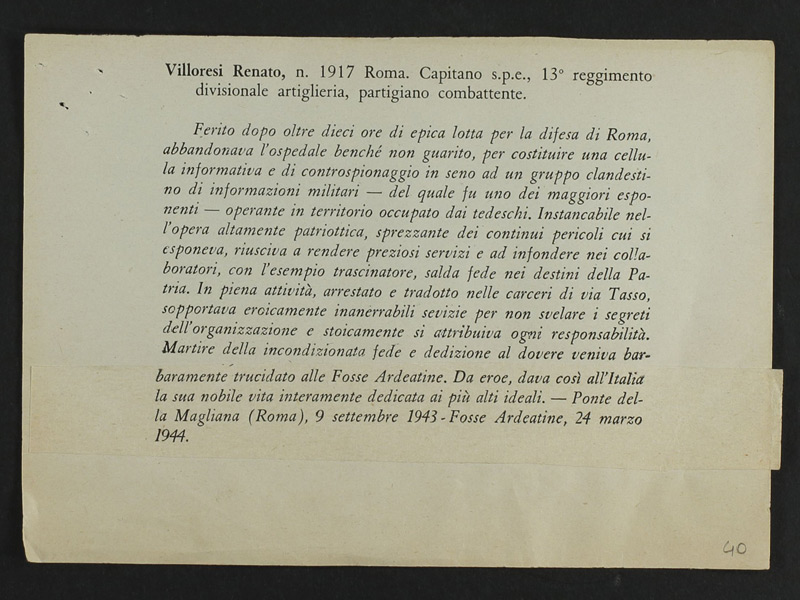 Villoresi Renato, n. 1917 Roma. Capitano s.p.e., 13° reggimento
divisionale artiglieria, partigiano combattente.
Ferito dopo oltre dieci ore di epica lotta per la difesa di Roma,
abbandonava l'ospedale benché non guarito, per costituire una cellu-
la informativa e di controspionaggio in seno ad un gruppo clandesti-
no di informazioni militari — del quale fu uno dei maggiori espo-
nenti — operante in territorio occupato dai tedeschi. Instancabile nel-
l'opera altamente patriottica, sprezzante dei continui pericoli cui si
esponeva, riusciva a rendere preziosi servizi e ad infondere nei colla-
boratori, con l'esempio trascinatore, salda fede nei destini della Pa-
tria. In piena attività, arrestato e tradotto nelle carceri di via Tasso,
sopportava eroicamente inanerrabili sevizie per non svelare i segreti
dell'organizzazione e stoicamente si attribuiva ogni responsabilità.
Martire della incondizionata fede e dedizione al dovere veniva bar-
baramente trucidato alle Fosse Ardeatine. Da eroe, dava così all'Italia
la sua nobile vita interamente dedicata ai più alti ideali. — Ponte del-
la Magliana (Roma), 9 settembre 1943 - Fosse Ardeatine, 24 marzo
1944.
40